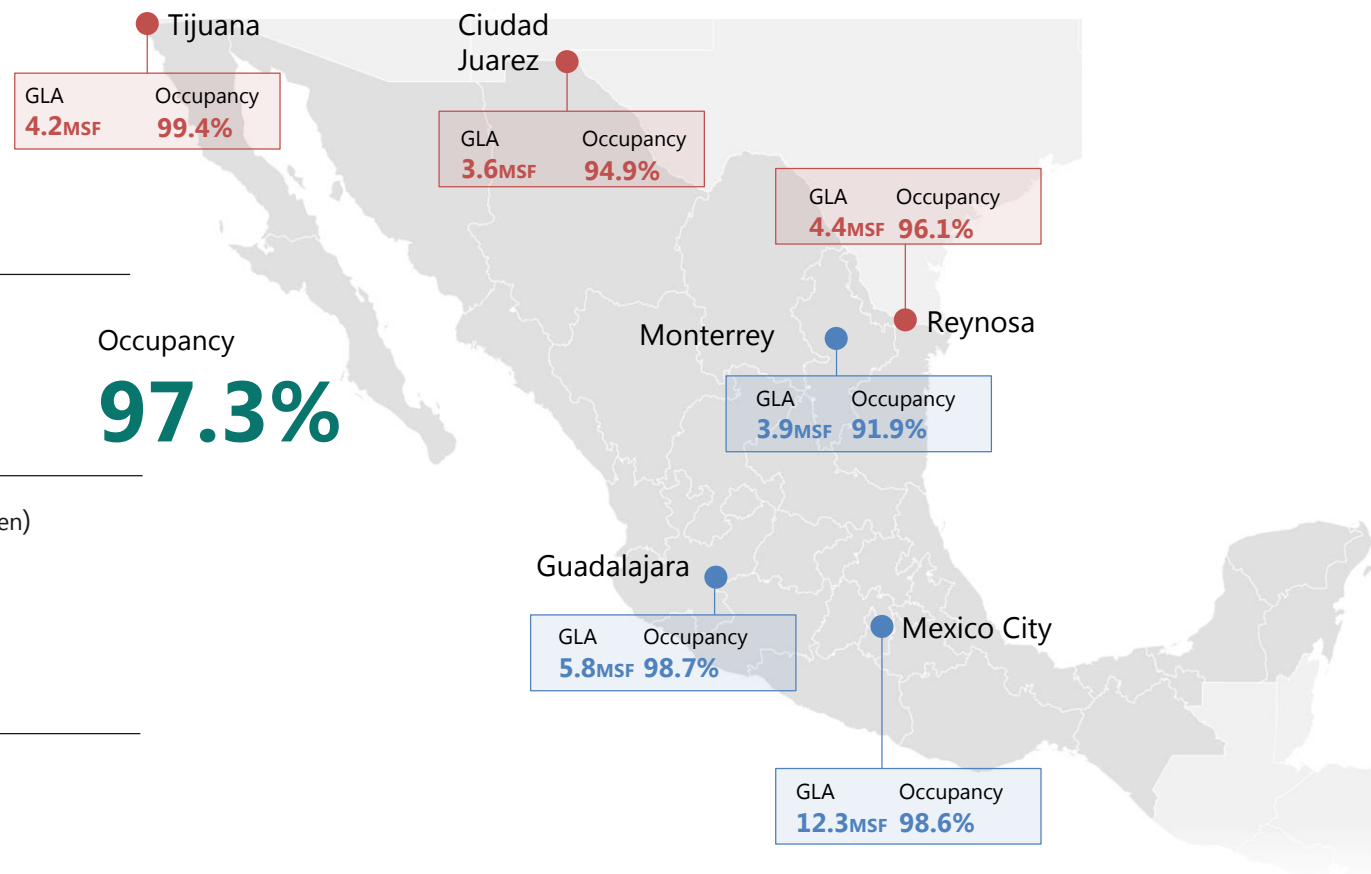 Tijuana
GLA Occupancy
4.2MSF 99.4%
Ciudad
Juarez
GLA Occupancy
3.6MSF 94.9%
GLA Occupancy
4.4MSF 96.1%
Reynosa
Occupancy
97.3%
Monterrey
GLA Occupancy
3.9MSF 91.9%
en)
Guadalajara
GLA Occupancy
5.8MSF 98.7%
Mexico City
GLA Occupancy
12.3MSF 98.6%